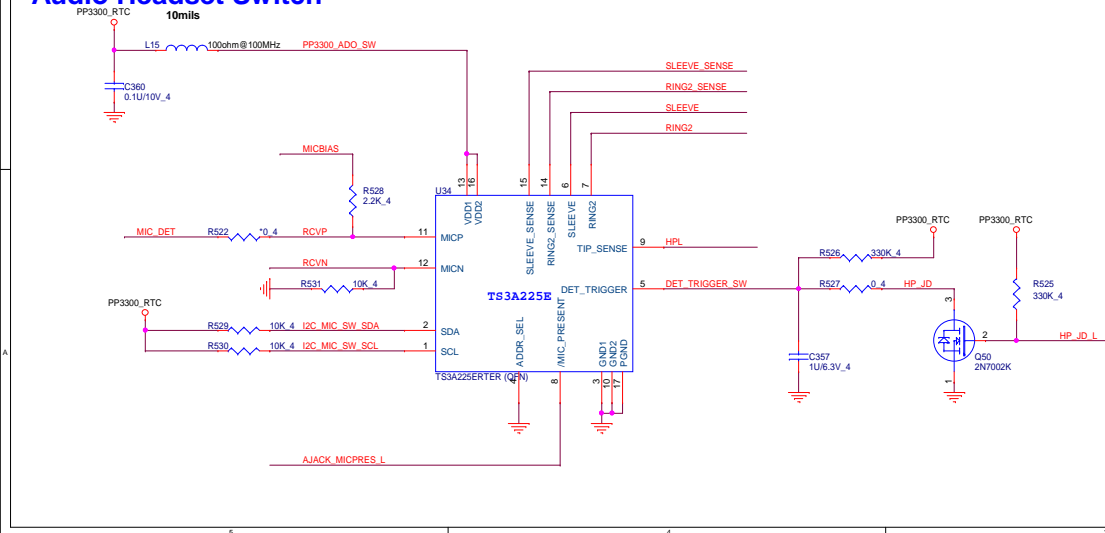 Audio Headset Switch
PP3300_RTC
10mils
L15
100ohm@100MHz
PP3300_ADO_SW
C360
0.1U/10V_4
SLEEVE_SENSE
RING2_SENSE
SLEEVE
RING2
MICBIAS
R528
2.2K_4
U34
13
16
15
14
6
7
VDD1
VDD2
SLEEVE_SENSE
RING2_SENSE
SLEEVE
RING2
MIC_DET
R522
*0_4
RCVP
11
MICP
RCVN
12
MICN
R531
10K_4
TIP_SENSE
9
HPL
DET_TRIGGER
5
DET_TRIGGER_SW
TS3A225E
PP3300_RTC
R529
10K_4
I2C_MIC_SW_SDA
2
SDA
R530
10K_4
I2C_MIC_SW_SCL
1
SCL
ADDR_SEL
/MIC_PRESENT
GND1
GND2
PGND
TS3A225ERTER (QFN)
4
8
3
10
17
AJACK_MICPRES_L
PP3300_RTC
PP3300_RTC
R526
330K_4
R527
0_4
HP_JD
3
R525
330K_4
2
HP_JD_L
Q50
2N7002K
1
C357
1U/6.3V_4
A
5
4